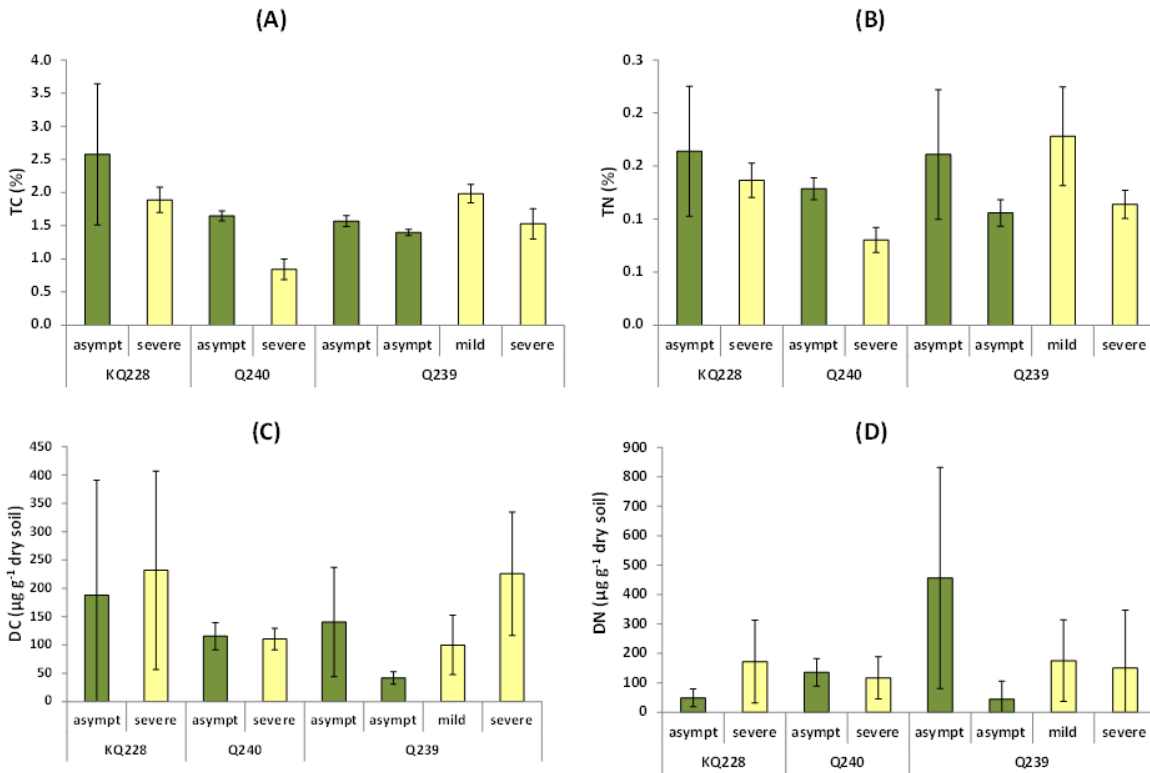 (A)
4.0
3.5
3.0
2.5
2.0
1.5
1.0
0.5
0.0
TC (%)
asympt severe asympt severe asympt asympt mild severe
KQ228 Q240 Q239
(B)
0.3
0.2
0.2
0.1
0.1
0.0
TN (%)
asympt severe asympt severe asympt asympt mild severe
KQ228 Q240 Q239
(C)
450
400
350
300
250
200
150
100
50
0
DC (µg g⁻¹ dry soil)
asympt severe asympt severe asympt asympt mild severe
KQ228 Q240 Q239
(D)
900
800
700
600
500
400
300
200
100
0
DN (µg g⁻¹ dry soil)
asympt severe asympt severe asympt asympt mild severe
KQ228 Q240 Q239